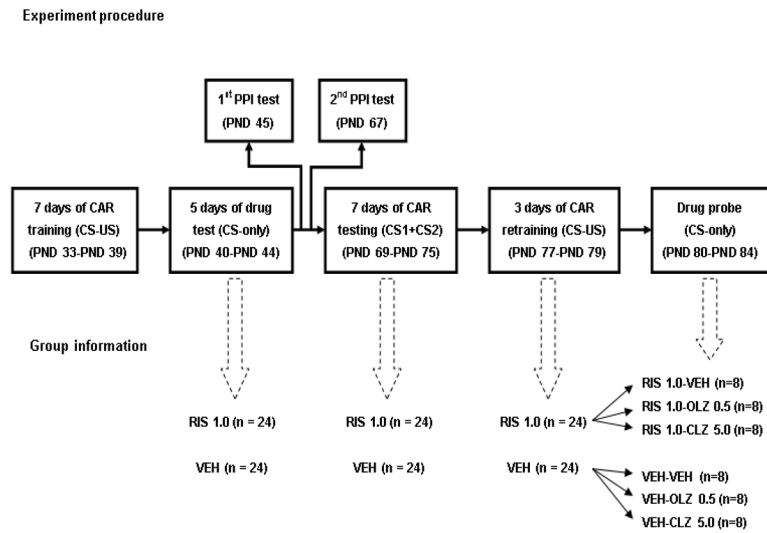 Experiment procedure
1st PPI test
(PND 45)
2nd PPI test
(PND 67)
7 days of CAR
training (CS-US)
(PND 33-PND 39)
5 days of drug
test (CS-only)
(PND 40-PND 44)
7 days of CAR
testing (CS1+CS2)
(PND 69-PND 75)
3 days of CAR
retraining (CS-US)
(PND 77-PND 79)
Drug probe
(CS-only)
(PND 80-PND 84)
Group information
RIS 1.0 (n = 24)
VEH (n = 24)
RIS 1.0 (n = 24)
VEH (n = 24)
RIS 1.0 (n = 24)
VEH (n = 24)
RIS 1.0-VEH (n=8)
RIS 1.0-OLZ 0.5 (n=8)
RIS 1.0-CLZ 5.0 (n=8)
VEH-VEH (n=8)
VEH-OLZ 0.5 (n=8)
VEH-CLZ 5.0 (n=8)